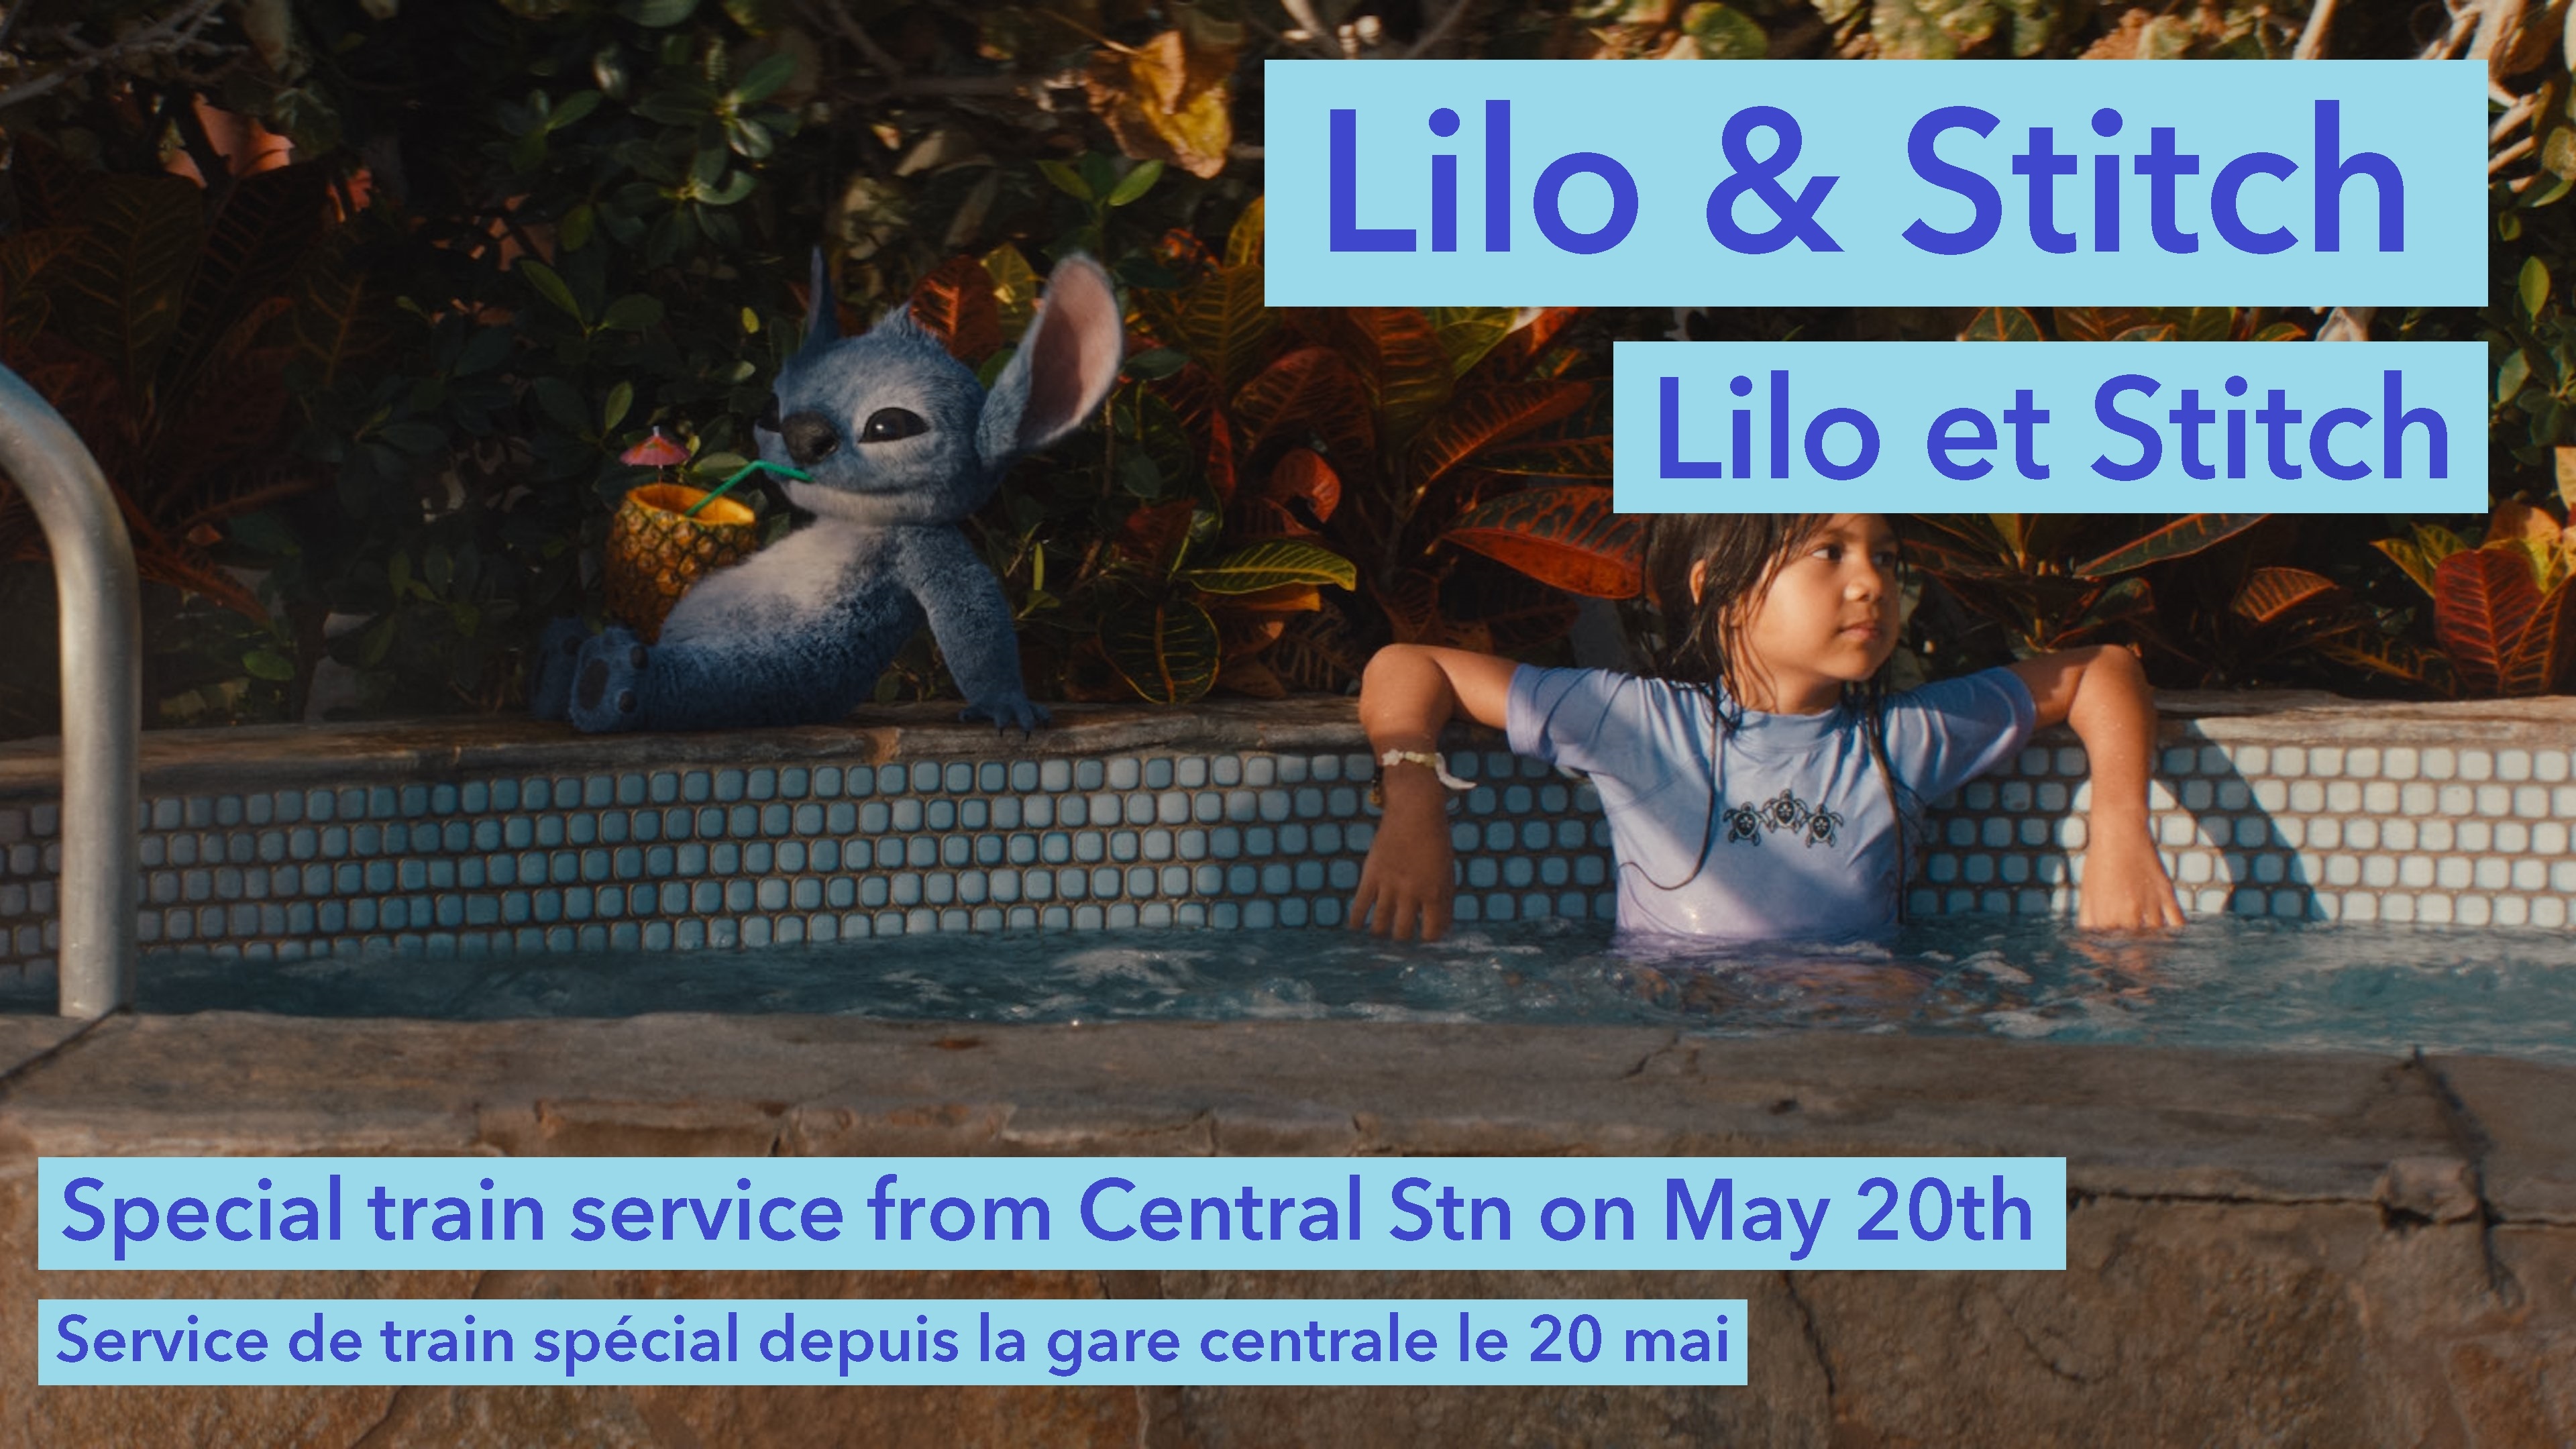 Lilo & Stitch
Lilo et Stitch
Special train service from Central Stn on May 20th
Service de train spécial depuis la gare centrale le 20 mai